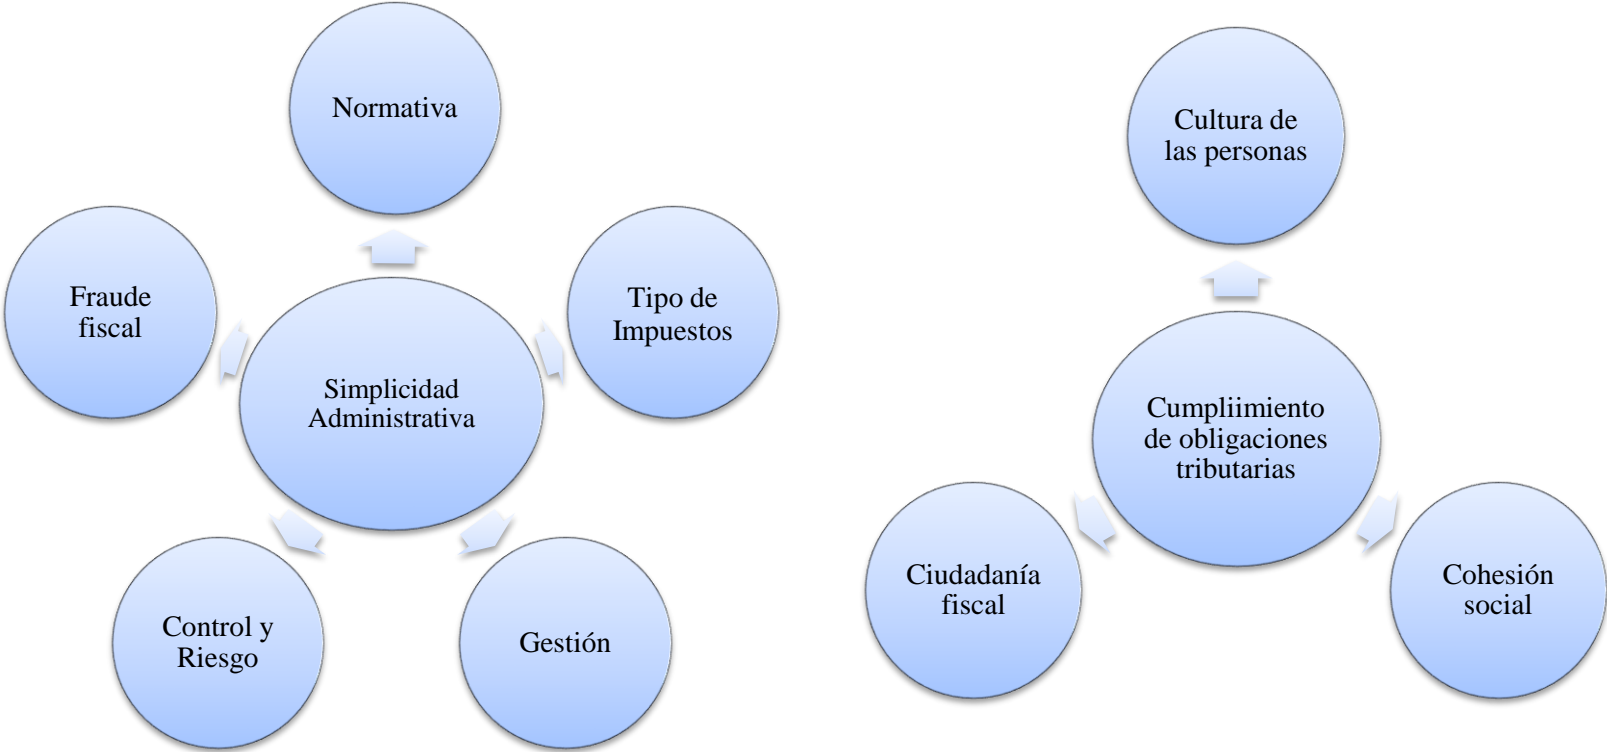 Normativa
Fraude
fiscal
Tipo de
Impuestos
Simplicidad
Administrativa
Control y
Riesgo
Gestión
Cultura de
las personas
Cumpliimiento
de obligaciones
tributarias
Ciudadanía
fiscal
Cohesión
social